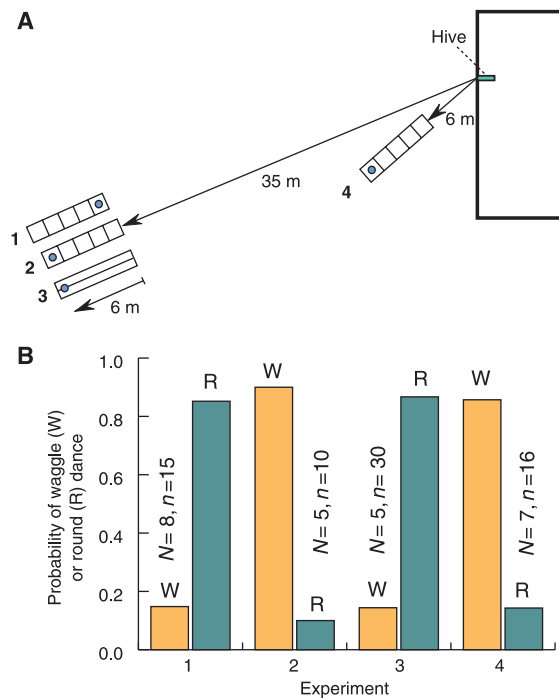 A
Hive
6 m
35 m
4
1
2
3
6 m
B
Probability of waggle (W)
or round (R) dance
1.0
0.8
0.6
0.4
0.2
0.0
W
N = 8, n=15
R
W
N=5, n=10
R
N=5, n=30
W
R
W
N=7, n=16
R
1 2 3 4
Experiment